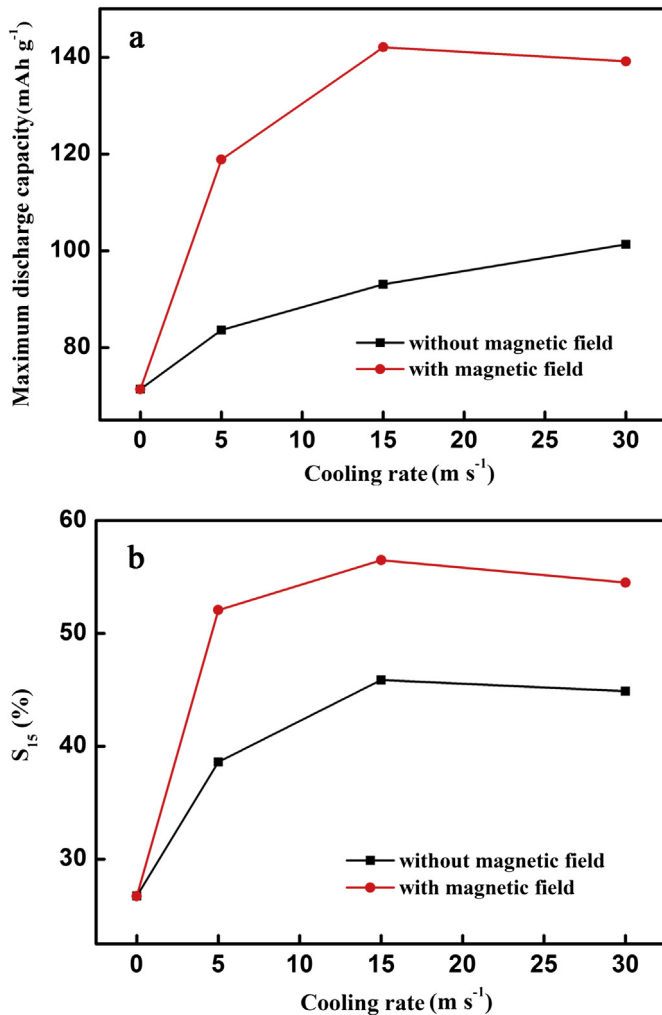 a
140
120
100
80
Maximum discharge capacity(mAh g⁻¹)
without magnetic field
with magnetic field
0 5 10 15 20 25 30
Cooling rate (m s⁻¹)
b
60
50
40
30
S₁₅ (%)
without magnetic field
with magnetic field
0 5 10 15 20 25 30
Cooling rate (m s⁻¹)